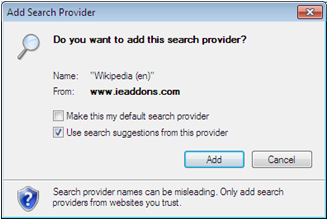 Add Search Provider
Do you want to add this search provider?
Name: "Wikipedia (en)"
From: www.ieaddons.com
Make this my default search provider
Use search suggestions from this provider
Add Cancel
Search provider names can be misleading. Only add search
providers from websites you trust.